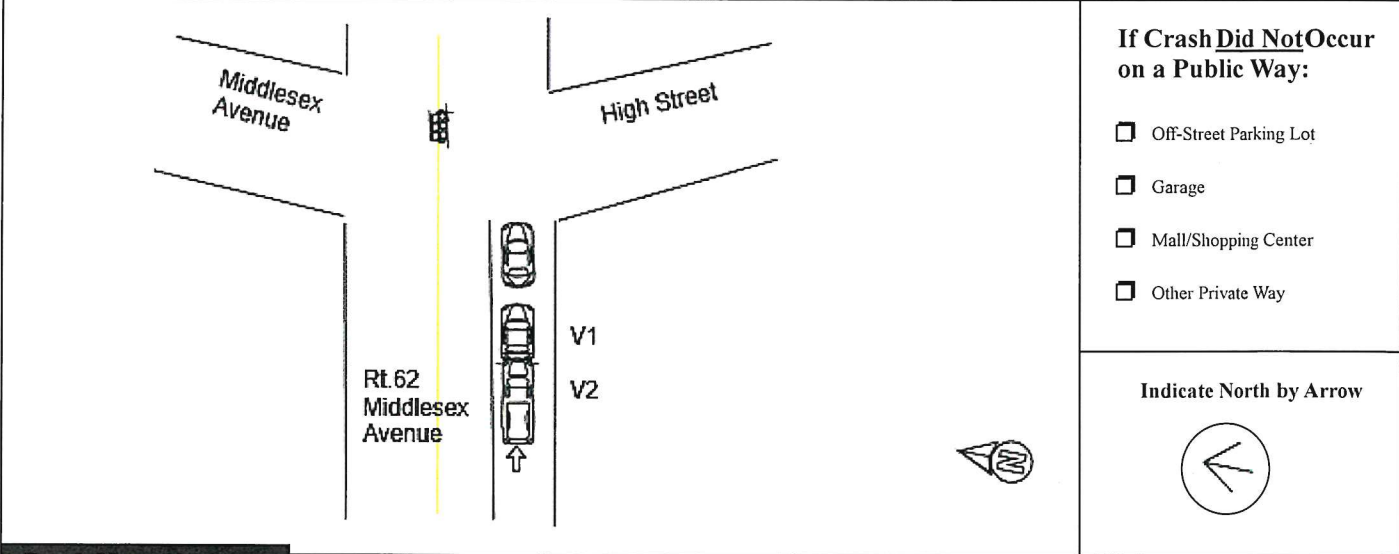 Middlesex
Avenue
High Street
V1
V2
Rt.62
Middlesex
Avenue
N
If Crash Did NotOccur
on a Public Way:
Off-Street Parking Lot
Garage
Mall/Shopping Center
Other Private Way
Indicate North by Arrow